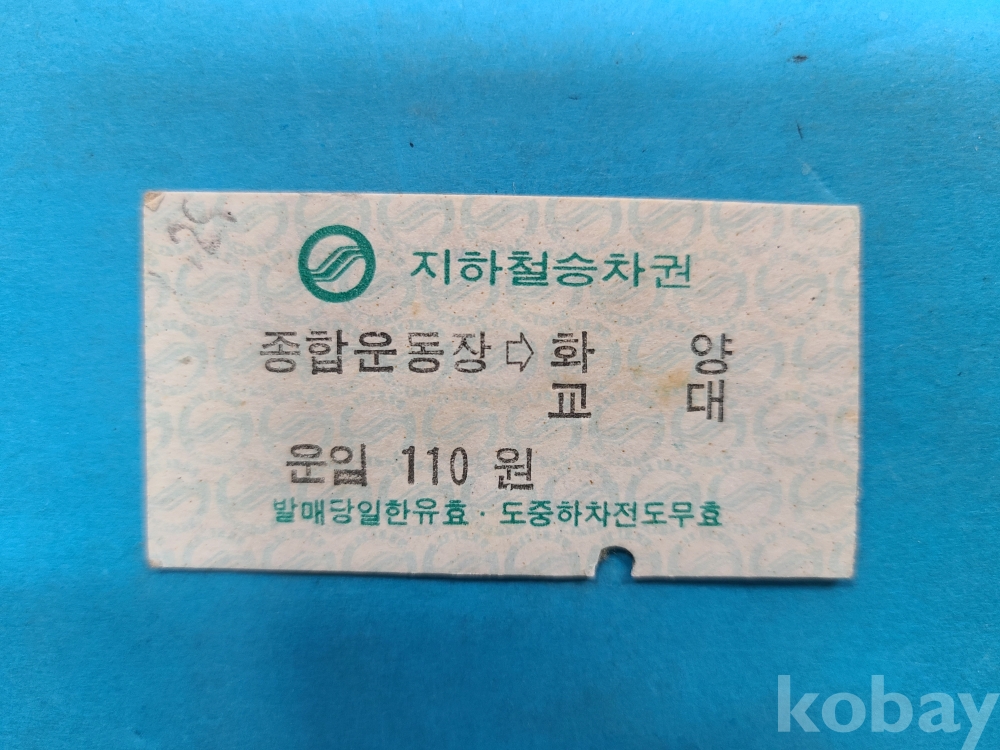 지하철승차권
종합운동장 ⇨ 화 양
교 대
운임 110 원
발매당일한유효 · 도중하차전도무효
kobay